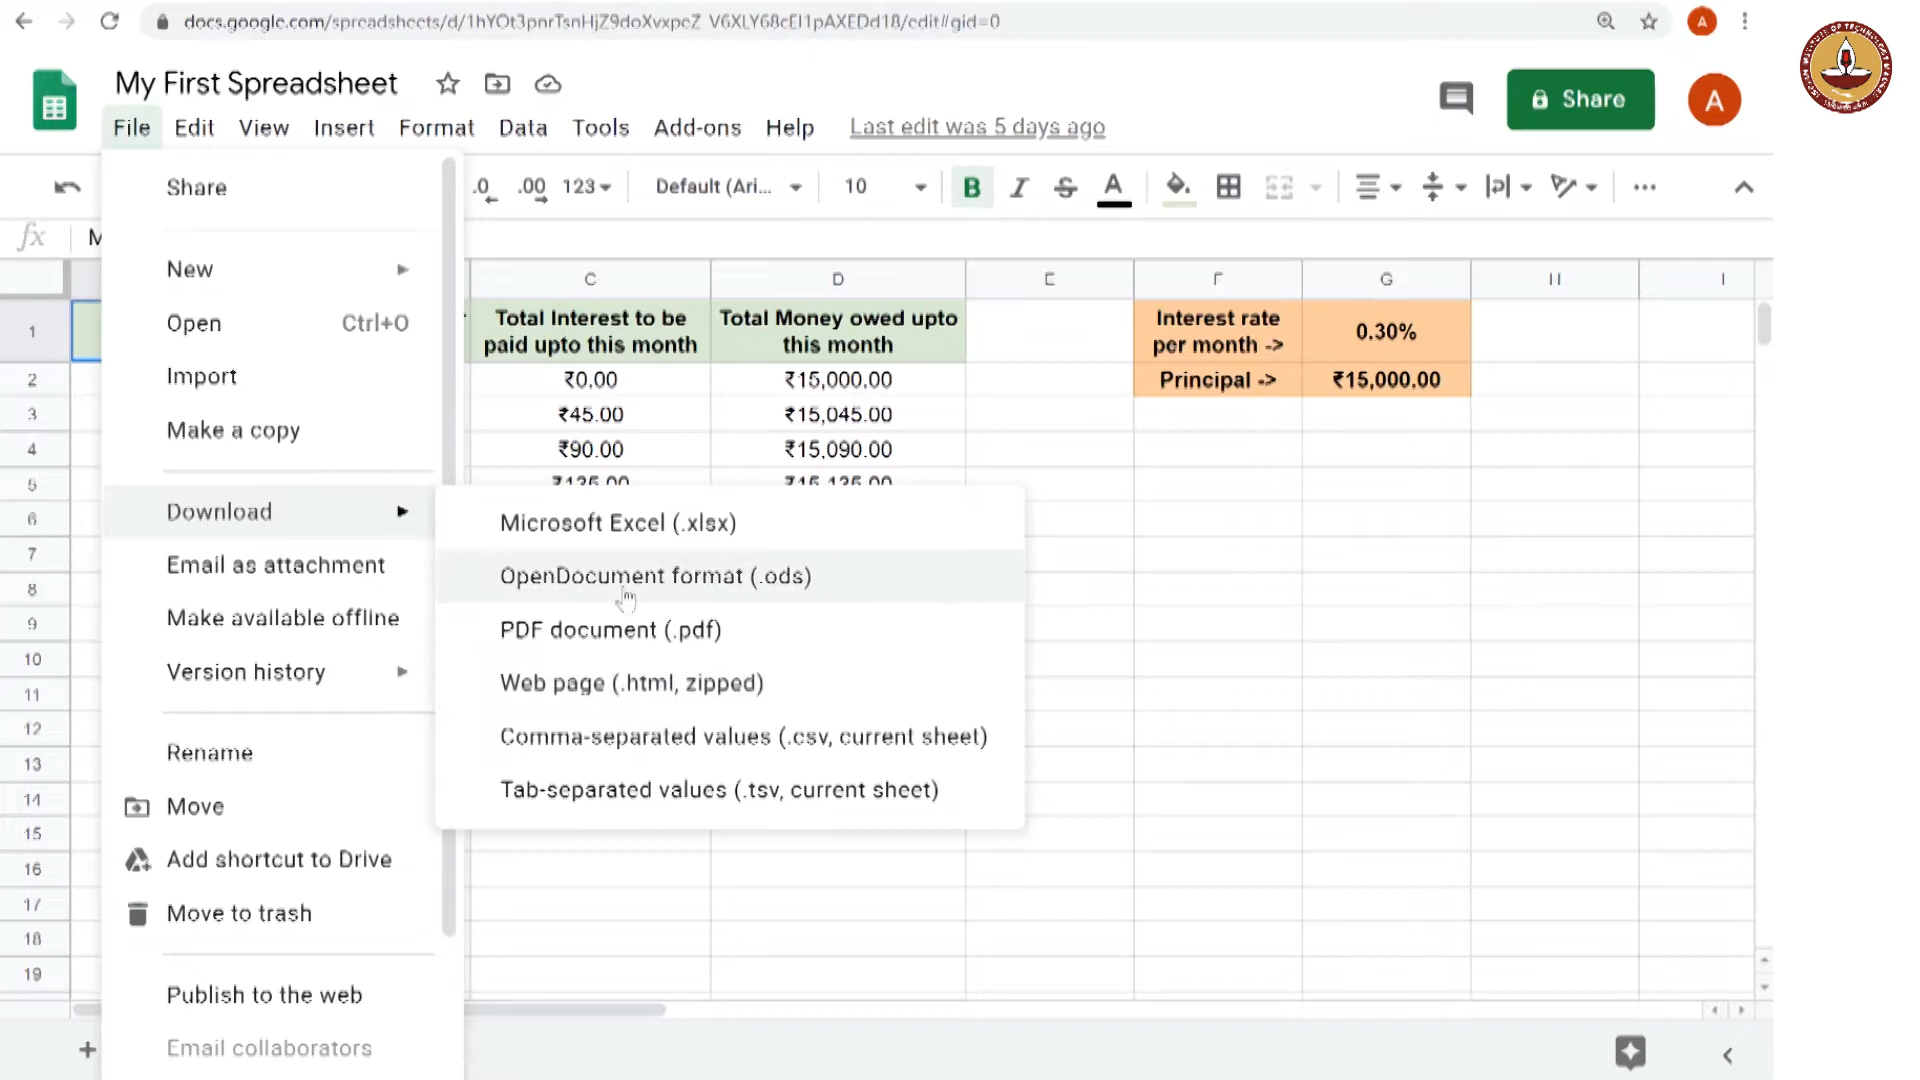 docs.google.com/spreadsheets/d/1hYOt3pnrTsnHjZ9doXvxpcZ_V6XLY68cEI1pAXEDd18/edit#gid=0
A
My First Spreadsheet
File Edit View Insert Format Data Tools Add-ons Help Last edit was 5 days ago
Share
A
.0 .00 123 Default (Ari... 10 B I S A
fx M
C D E F G H I
1 Total Interest to be paid upto this month Total Money owed upto this month Interest rate per month -> 0.30%
2 ₹0.00 ₹15,000.00 Principal -> ₹15,000.00
3 ₹45.00 ₹15,045.00
4 ₹90.00 ₹15,090.00
5 ₹135.00 ₹15,135.00
6
7
8
9
10
11
12
13
14
15
16
17
18
19
Share
New
Open Ctrl+O
Import
Make a copy
Download
Email as attachment
Make available offline
Version history
Rename
Move
Add shortcut to Drive
Move to trash
Publish to the web
Email collaborators
Microsoft Excel (.xlsx)
OpenDocument format (.ods)
PDF document (.pdf)
Web page (.html, zipped)
Comma-separated values (.csv, current sheet)
Tab-separated values (.tsv, current sheet)